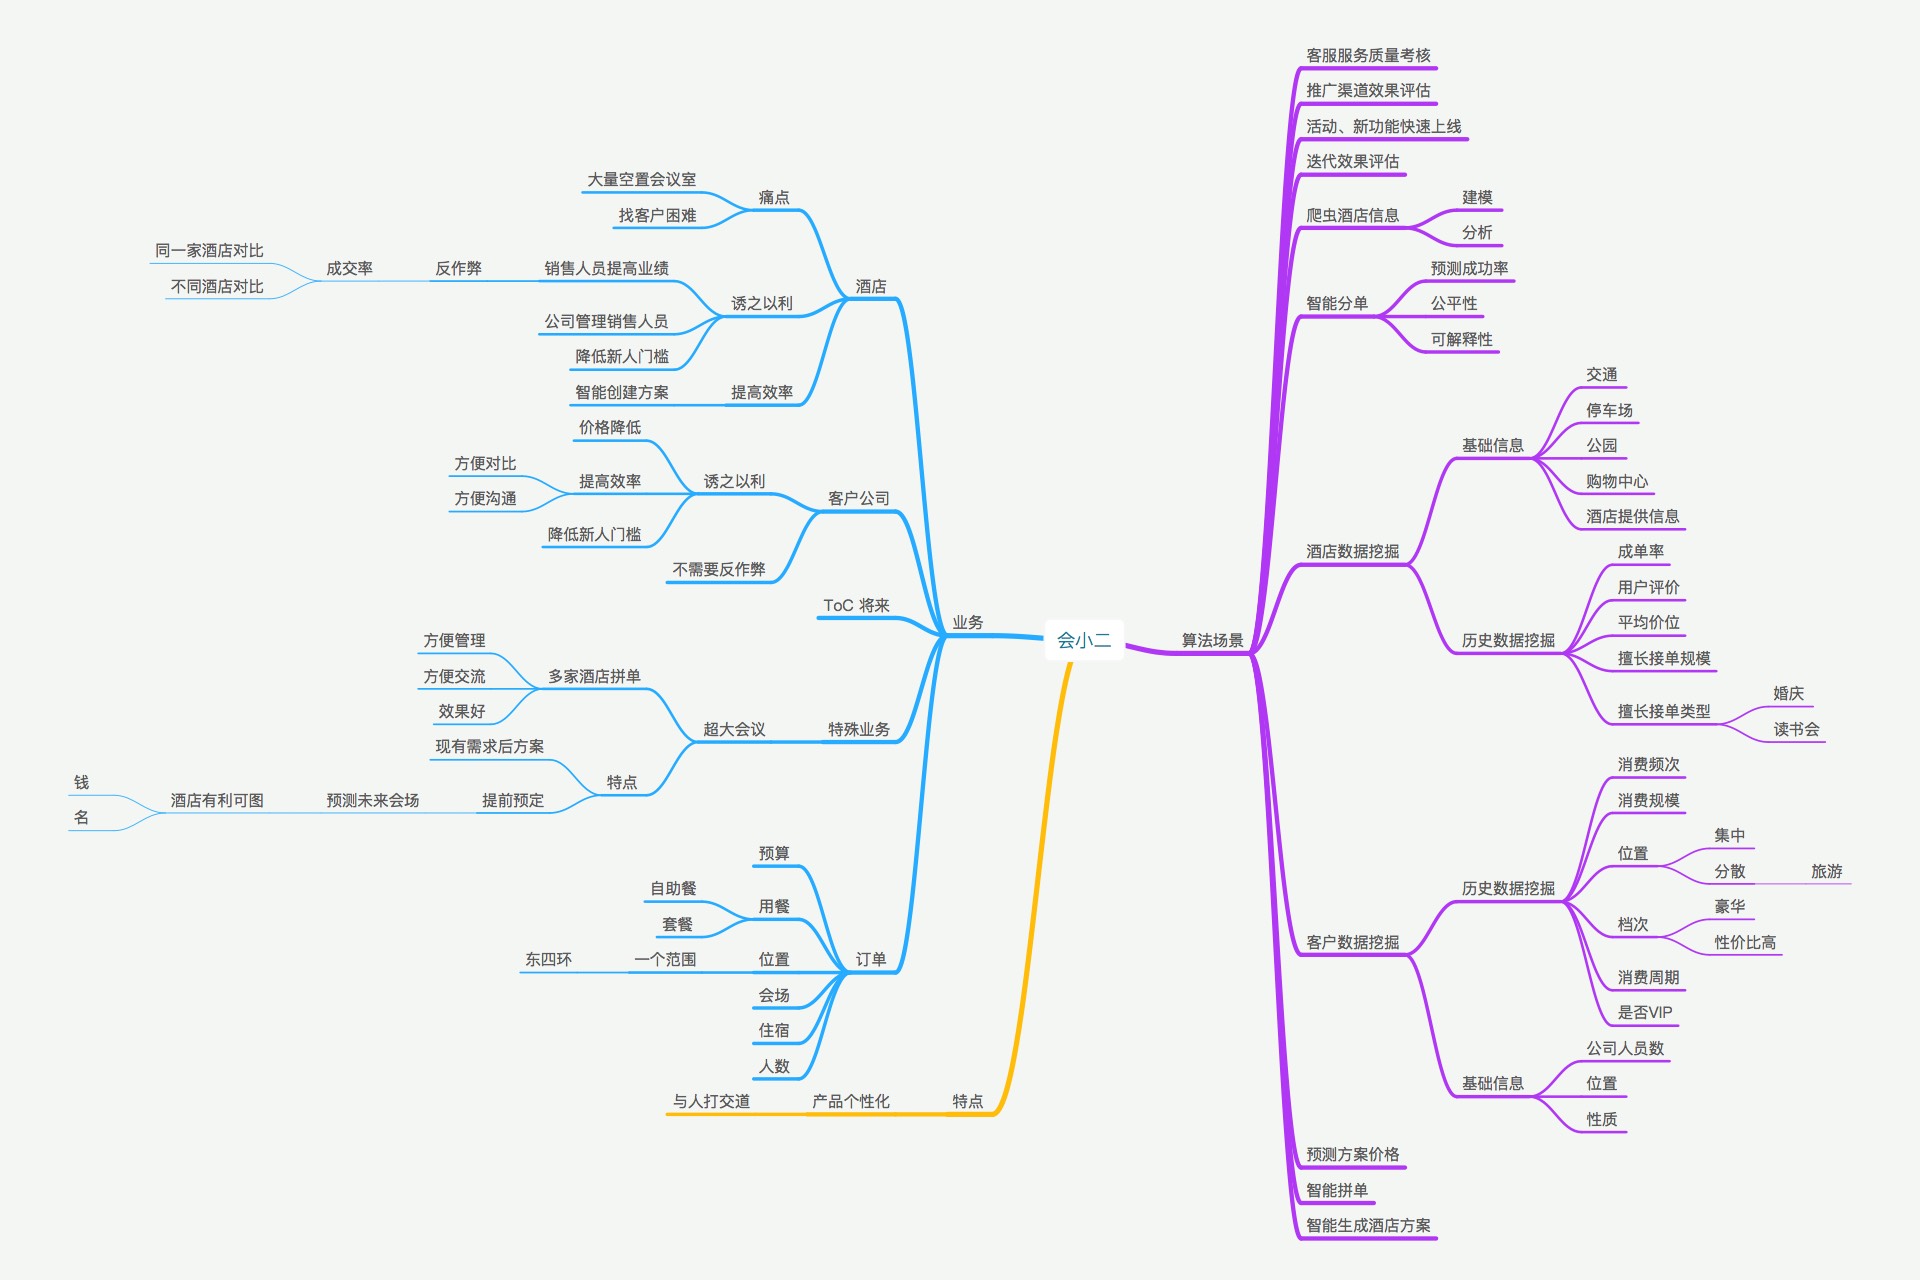 会小二
业务
酒店
痛点
大量空置会议室
找客户困难
诱之以利
销售人员提高业绩
反作弊
成交率
同一家酒店对比
不同酒店对比
公司管理销售人员
降低新人门槛
提高效率
智能创建方案
客户公司
诱之以利
价格降低
提高效率
方便对比
方便沟通
降低新人门槛
不需要反作弊
ToC 将来
特殊业务
超大会议
多家酒店拼单
方便管理
方便交流
效果好
特点
现有需求后方案
提前预定
预测未来会场
酒店有利可图
钱
名
订单
预算
用餐
自助餐
套餐
位置
一个范围
东四环
会场
住宿
人数
特点
产品个性化
与人打交道
算法场景
客服服务质量考核
推广渠道效果评估
活动、新功能快速上线
迭代效果评估
爬虫酒店信息
建模
分析
智能分单
预测成功率
公平性
可解释性
酒店数据挖掘
基础信息
交通
停车场
公园
购物中心
酒店提供信息
历史数据挖掘
成单率
用户评价
平均价位
擅长接单规模
擅长接单类型
婚庆
读书会
客户数据挖掘
历史数据挖掘
消费频次
消费规模
位置
集中
分散
旅游
档次
豪华
性价比高
消费周期
是否VIP
基础信息
公司人员数
位置
性质
预测方案价格
智能拼单
智能生成酒店方案